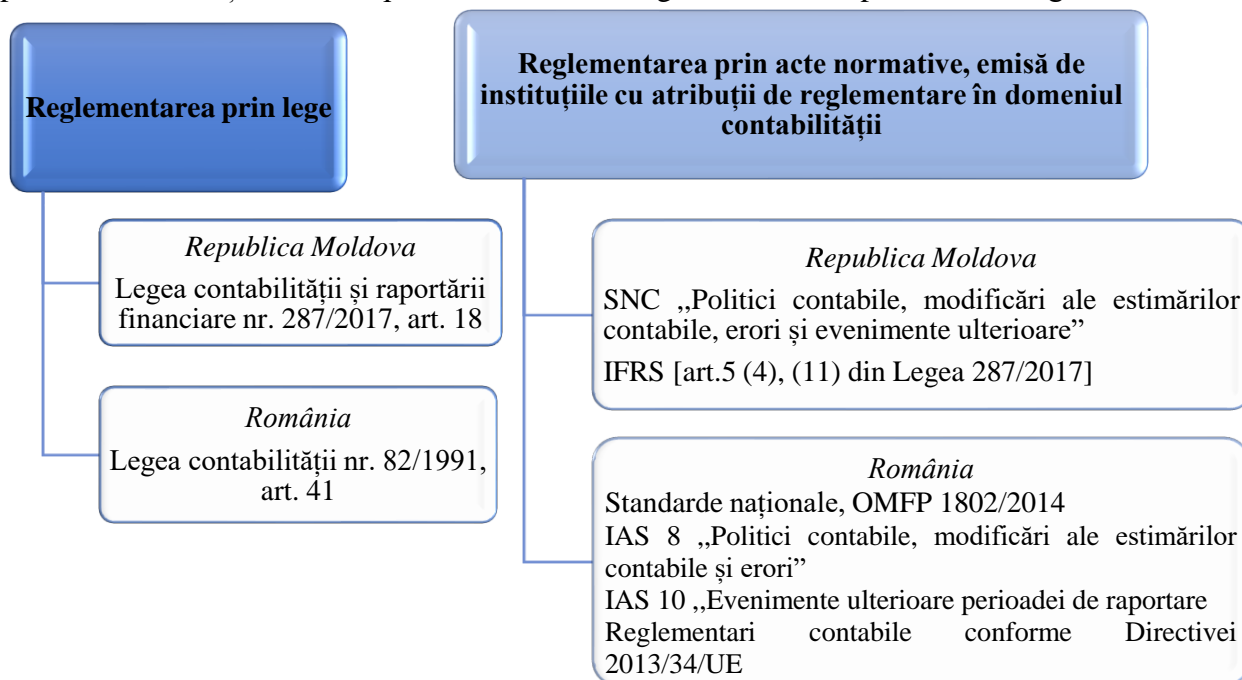 Reglementarea prin lege
Republica Moldova
Legea contabilității și raportării
financiare nr. 287/2017, art. 18
România
Legea contabilității nr. 82/1991,
art. 41
Reglementarea prin acte normative, emisă de
instituțiile cu atribuții de reglementare în domeniul
contabilității
Republica Moldova
SNC ,,Politici contabile, modificări ale estimărilor
contabile, erori și evenimente ulterioare”
IFRS [art.5 (4), (11) din Legea 287/2017]
România
Standarde naționale, OMFP 1802/2014
IAS 8 ,,Politici contabile, modificări ale estimărilor
contabile și erori”
IAS 10 ,,Evenimente ulterioare perioadei de raportare
Reglementari contabile conforme Directivei
2013/34/UE